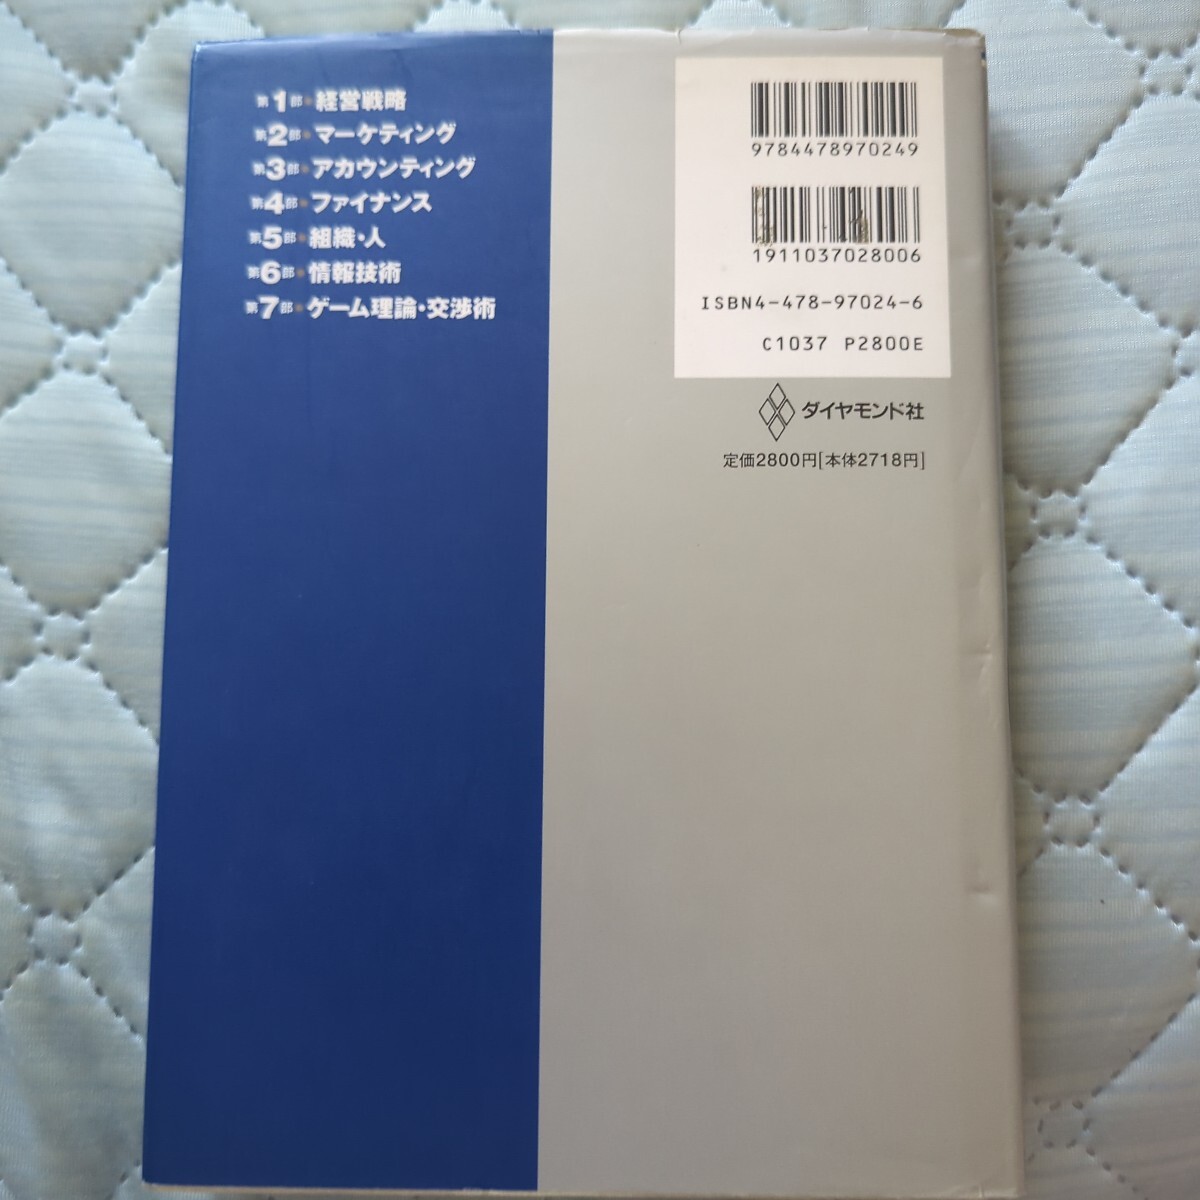 第1部●経営戦略
第2部●マーケティング
第3部●アカウンティング
第4部●ファイナンス
第5部●組織・人
第6部●情報技術
第7部●ゲーム理論・交渉術
9784478970249
1911037028006
ISBN4-478-97024-6
C1037 P2800E
ダイヤモンド社
定価2800円[本体2718円]